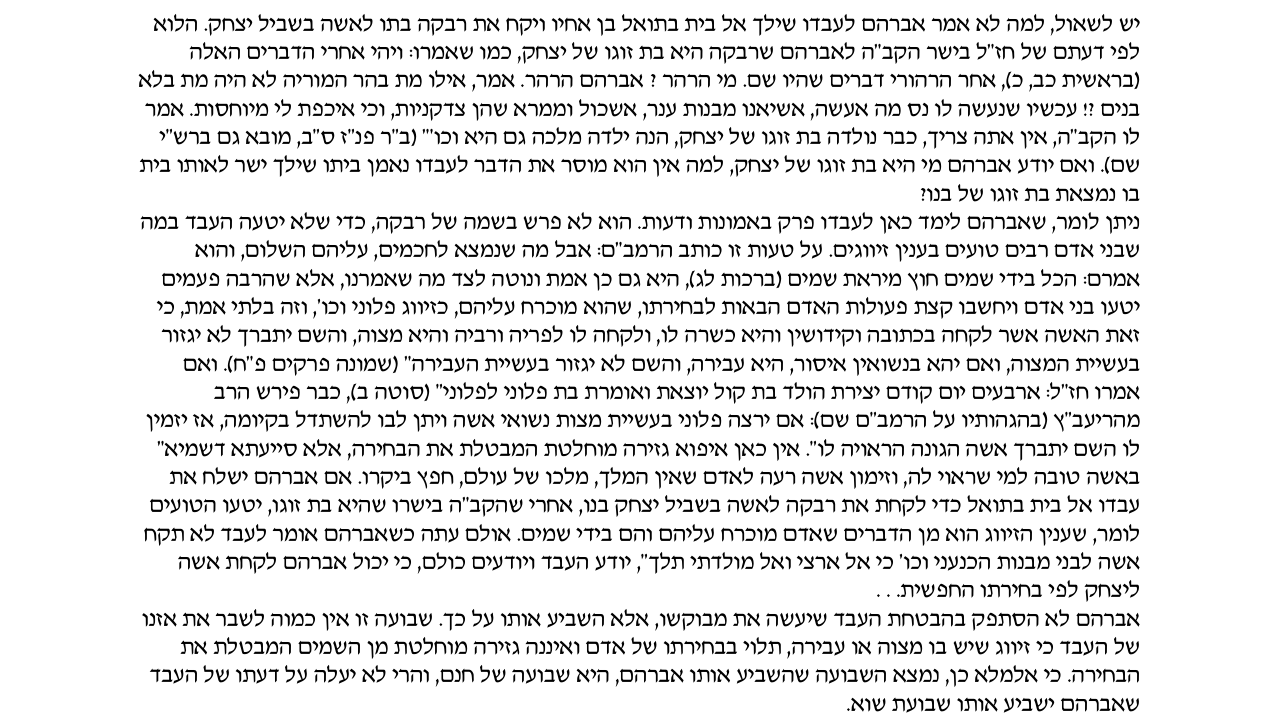 יש לשאול, למה לא אמר אברהם לעבדו שילך אל בית בתואל בן אחיו ויקח את רבקה בתו לאשה בשביל יצחק. הלוא
לפי דעתם של חז"ל בישר הקב"ה לאברהם שרבקה היא בת זוגו של יצחק, כמו שאמרו: ויהי אחרי הדברים האלה
(בראשית כב, כ), אחר הרהורי דברים שהיו שם. מי הרהר ? אברהם הרהר. אמר, אילו מת בהר המוריה לא היה מת בלא
בנים ?! עכשיו שנעשה לו נס מה אעשה, אשיאנו מבנות ענר, אשכול וממרא שהן צדקניות, וכי איכפת לי מיוחסות. אמר
לו הקב"ה, אין אתה צריך, כבר נולדה בת זוגו של יצחק, הנה ילדה מלכה גם היא וכו'" (ב"ר פנ"ז ס"ב, מובא גם ברש"י
שם). ואם יודע אברהם מי היא בת זוגו של יצחק, למה אין הוא מוסר את הדבר לעבדו נאמן ביתו שילך ישר לאותו בית
בו נמצאת בת זוגו של בנו?
ניתן לומר, שאברהם לימד כאן לעבדו פרק באמונות ודעות. הוא לא פרש בשמה של רבקה, כדי שלא יטעה העבד במה
שבני אדם רבים טועים בענין זיווגים. על טעות זו כותב הרמב"ם: אבל מה שנמצא לחכמים, עליהם השלום, והוא
אמרם: הכל בידי שמים חוץ מיראת שמים (ברכות לג), היא גם כן אמת ונוטה לצד מה שאמרנו, אלא שהרבה פעמים
יטעו בני אדם ויחשבו קצת פעולות האדם הבאות לבחירתו, שהוא מוכרח עליהם, כזיווג פלוני וכו', וזה בלתי אמת, כי
זאת האשה אשר לקחה בכתובה וקידושין והיא כשרה לו, ולקחה לו לפריה ורביה והיא מצוה, והשם יתברך לא יגזור
בעשיית המצוה, ואם יהא בנשואין איסור, היא עבירה, והשם לא יגזור בעשיית העבירה" (שמונה פרקים פ"ח). ואם
אמרו חז"ל: ארבעים יום קודם יצירת הולד בת קול יוצאת ואומרת בת פלוני לפלוני" (סוטה ב), כבר פירש הרב
מהריעב"ץ (בהגהותיו על הרמב"ם שם): אם ירצה פלוני בעשיית מצות נשואי אשה ויתן לבו להשתדל בקיומה, אז יזמין
לו השם יתברך אשה הגונה הראויה לו". אין כאן איפוא גזירה מוחלטת המבטלת את הבחירה, אלא סייעתא דשמיא"
באשה טובה למי שראוי לה, וזימון אשה רעה לאדם שאין המלך, מלכו של עולם, חפץ ביקרו. אם אברהם ישלח את
עבדו אל בית בתואל כדי לקחת את רבקה לאשה בשביל יצחק בנו, אחרי שהקב"ה בישרו שהיא בת זוגו, יטעו הטועים
לומר, שענין הזיווג הוא מן הדברים שאדם מוכרח עליהם והם בידי שמים. אולם עתה כשאברהם אומר לעבד לא תקח
אשה לבני מבנות הכנעני וכו' כי אל ארצי ואל מולדתי תלך", יודע העבד ויודעים כולם, כי יכול אברהם לקחת אשה
ליצחק לפי בחירתו החפשית. . .
אברהם לא הסתפק בהבטחת העבד שיעשה את מבוקשו, אלא השביע אותו על כך. שבועה זו אין כמוה לשבר את אזנו
של העבד כי זיווג שיש בו מצוה או עבירה, תלוי בבחירתו של אדם ואיננה גזירה מוחלטת מן השמים המבטלת את
הבחירה. כי אלמלא כן, נמצא השבועה שהשביע אותו אברהם, היא שבועה של חנם, והרי לא יעלה על דעתו של העבד
שאברהם ישביע אותו שבועת שוא.